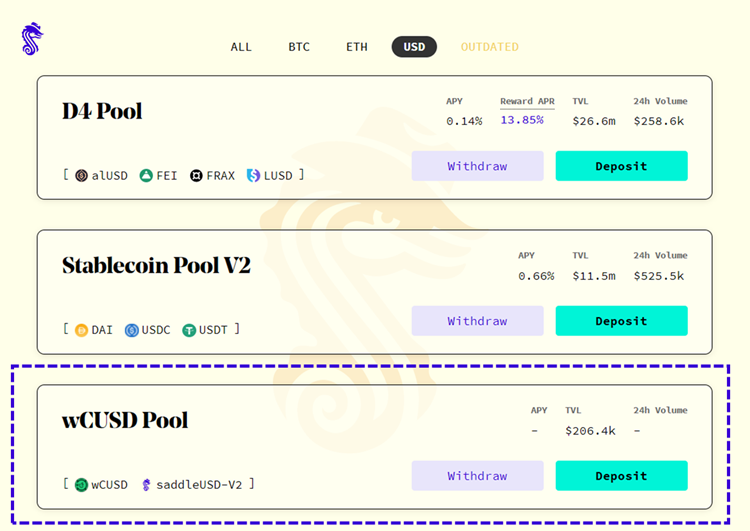 ALL BTC ETH USD OUTDATED
D4 Pool
APY Reward APR TVL 24h Volume
0.14% 13.85% $26.6m $258.6k
[ alUSD FEI FRAX LUSD ]
Withdraw Deposit
Stablecoin Pool V2
APY TVL 24h Volume
0.66% $11.5m $525.5k
[ DAI USDC USDT ]
Withdraw Deposit
wCUSD Pool
APY TVL 24h Volume
– $206.4k –
[ wCUSD saddleUSD-V2 ]
Withdraw Deposit